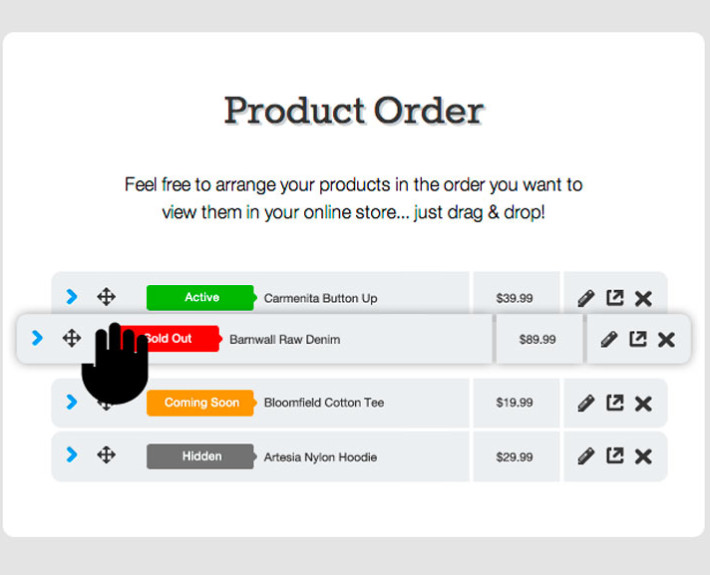 Product Order
Feel free to arrange your products in the order you want to
view them in your online store... just drag & drop!
Active Carmenita Button Up $39.99
Sold Out Barnwall Raw Denim $89.99
Coming Soon Bloomfield Cotton Tee $19.99
Hidden Artesia Nylon Hoodie $29.99